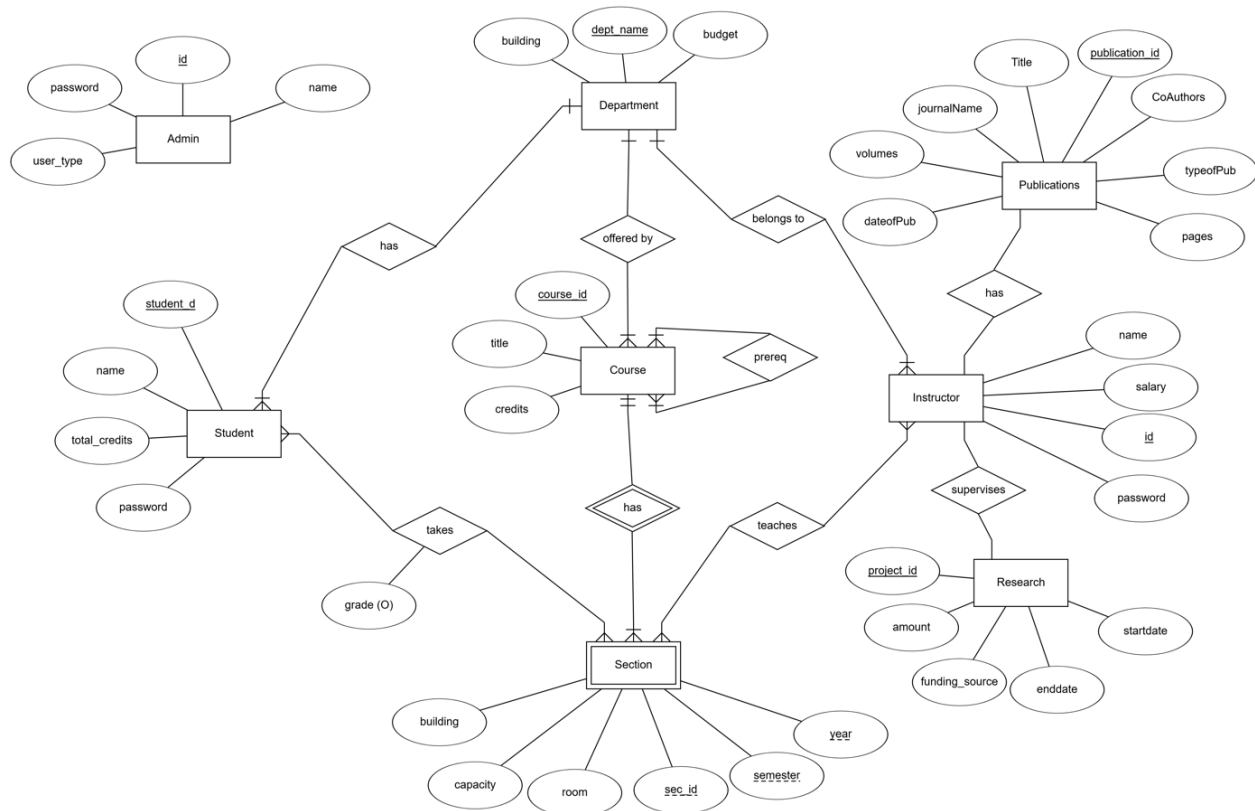 dept_name
building
budget
Department
id
password
name
Admin
user_type
publication_id
Title
CoAuthors
journalName
volumes
typeofPub
Publications
dateofPub
pages
has
offered by
belongs to
has
student_d
name
total_credits
Student
password
course_id
title
prereq
Course
credits
name
salary
Instructor
id
password
supervises
takes
has
teaches
grade (O)
project_id
Research
amount
startdate
funding_source
enddate
Section
building
year
capacity
room
sec_id
semester